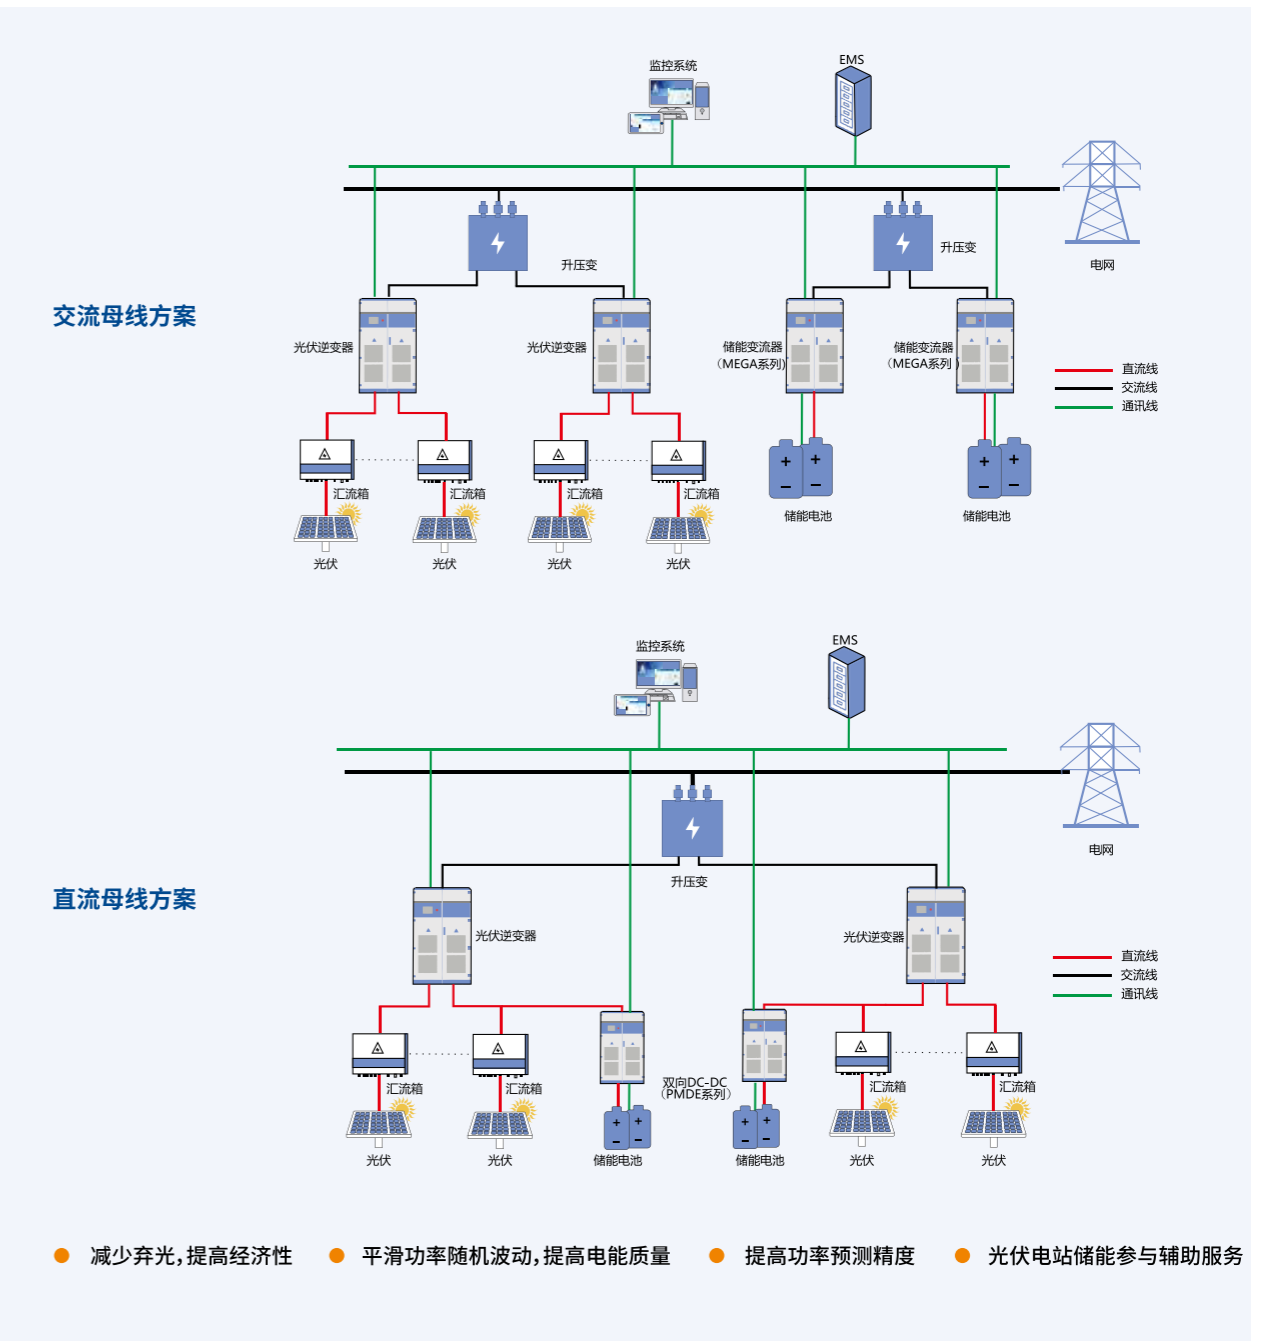 监控系统
EMS
升压变
升压变
电网
交流母线方案
光伏逆变器
光伏逆变器
储能变流器
（MEGA系列）
储能变流器
（MEGA系列）
直流线
交流线
通讯线
汇流箱
汇流箱
汇流箱
汇流箱
储能电池
储能电池
光伏
光伏
光伏
光伏
监控系统
EMS
电网
升压变
直流母线方案
光伏逆变器
光伏逆变器
直流线
交流线
通讯线
双向DC-DC
（PMDE系列）
汇流箱
汇流箱
汇流箱
汇流箱
光伏
光伏
储能电池
储能电池
光伏
光伏
减少弃光,提高经济性
平滑功率随机波动,提高电能质量
提高功率预测精度
光伏电站储能参与辅助服务